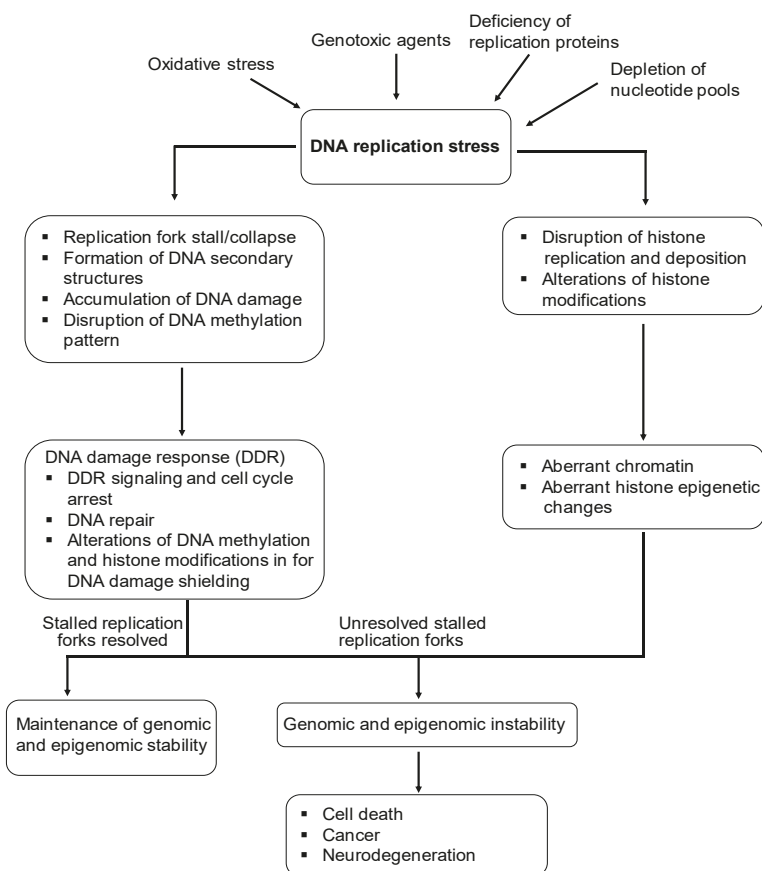 Oxidative stress
Genotoxic agents
Deficiency of
replication proteins
Depletion of
nucleotide pools
DNA replication stress
▪ Replication fork stall/collapse
▪ Formation of DNA secondary
structures
▪ Accumulation of DNA damage
▪ Disruption of DNA methylation
pattern
▪ Disruption of histone
replication and deposition
▪ Alterations of histone
modifications
DNA damage response (DDR)
▪ DDR signaling and cell cycle
arrest
▪ DNA repair
▪ Alterations of DNA methylation
and histone modifications in for
DNA damage shielding
▪ Aberrant chromatin
▪ Aberrant histone epigenetic
changes
Stalled replication
forks resolved
Unresolved stalled
replication forks
Maintenance of genomic
and epigenomic stability
Genomic and epigenomic instability
▪ Cell death
▪ Cancer
▪ Neurodegeneration